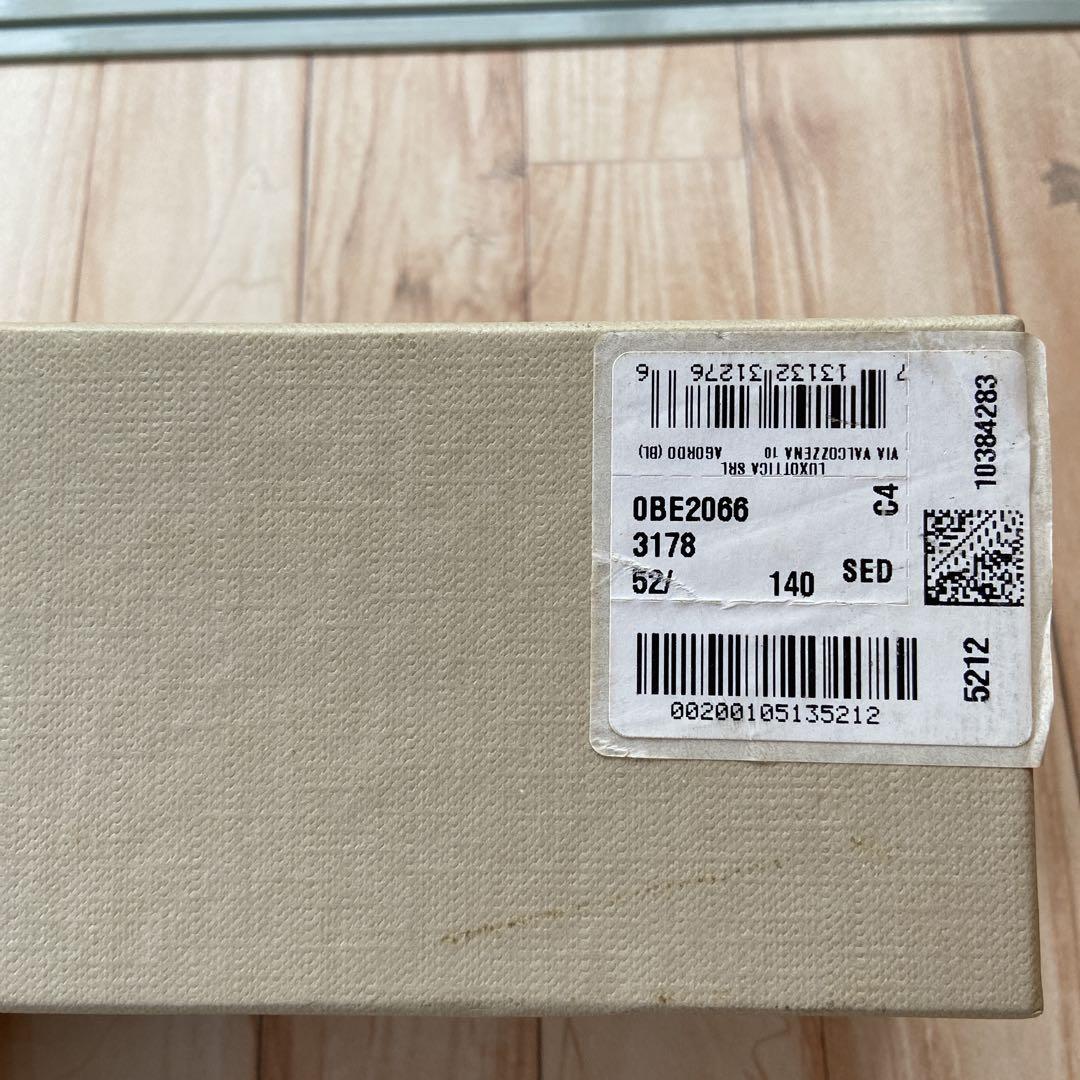 7 13132 31276 6
LUXOTTICA SRL
VIA VALCOZZENA 10 AGORDO (BL)
0BE2066
C4
3178
52/ 140 SED
00200105135212
10384283
5212